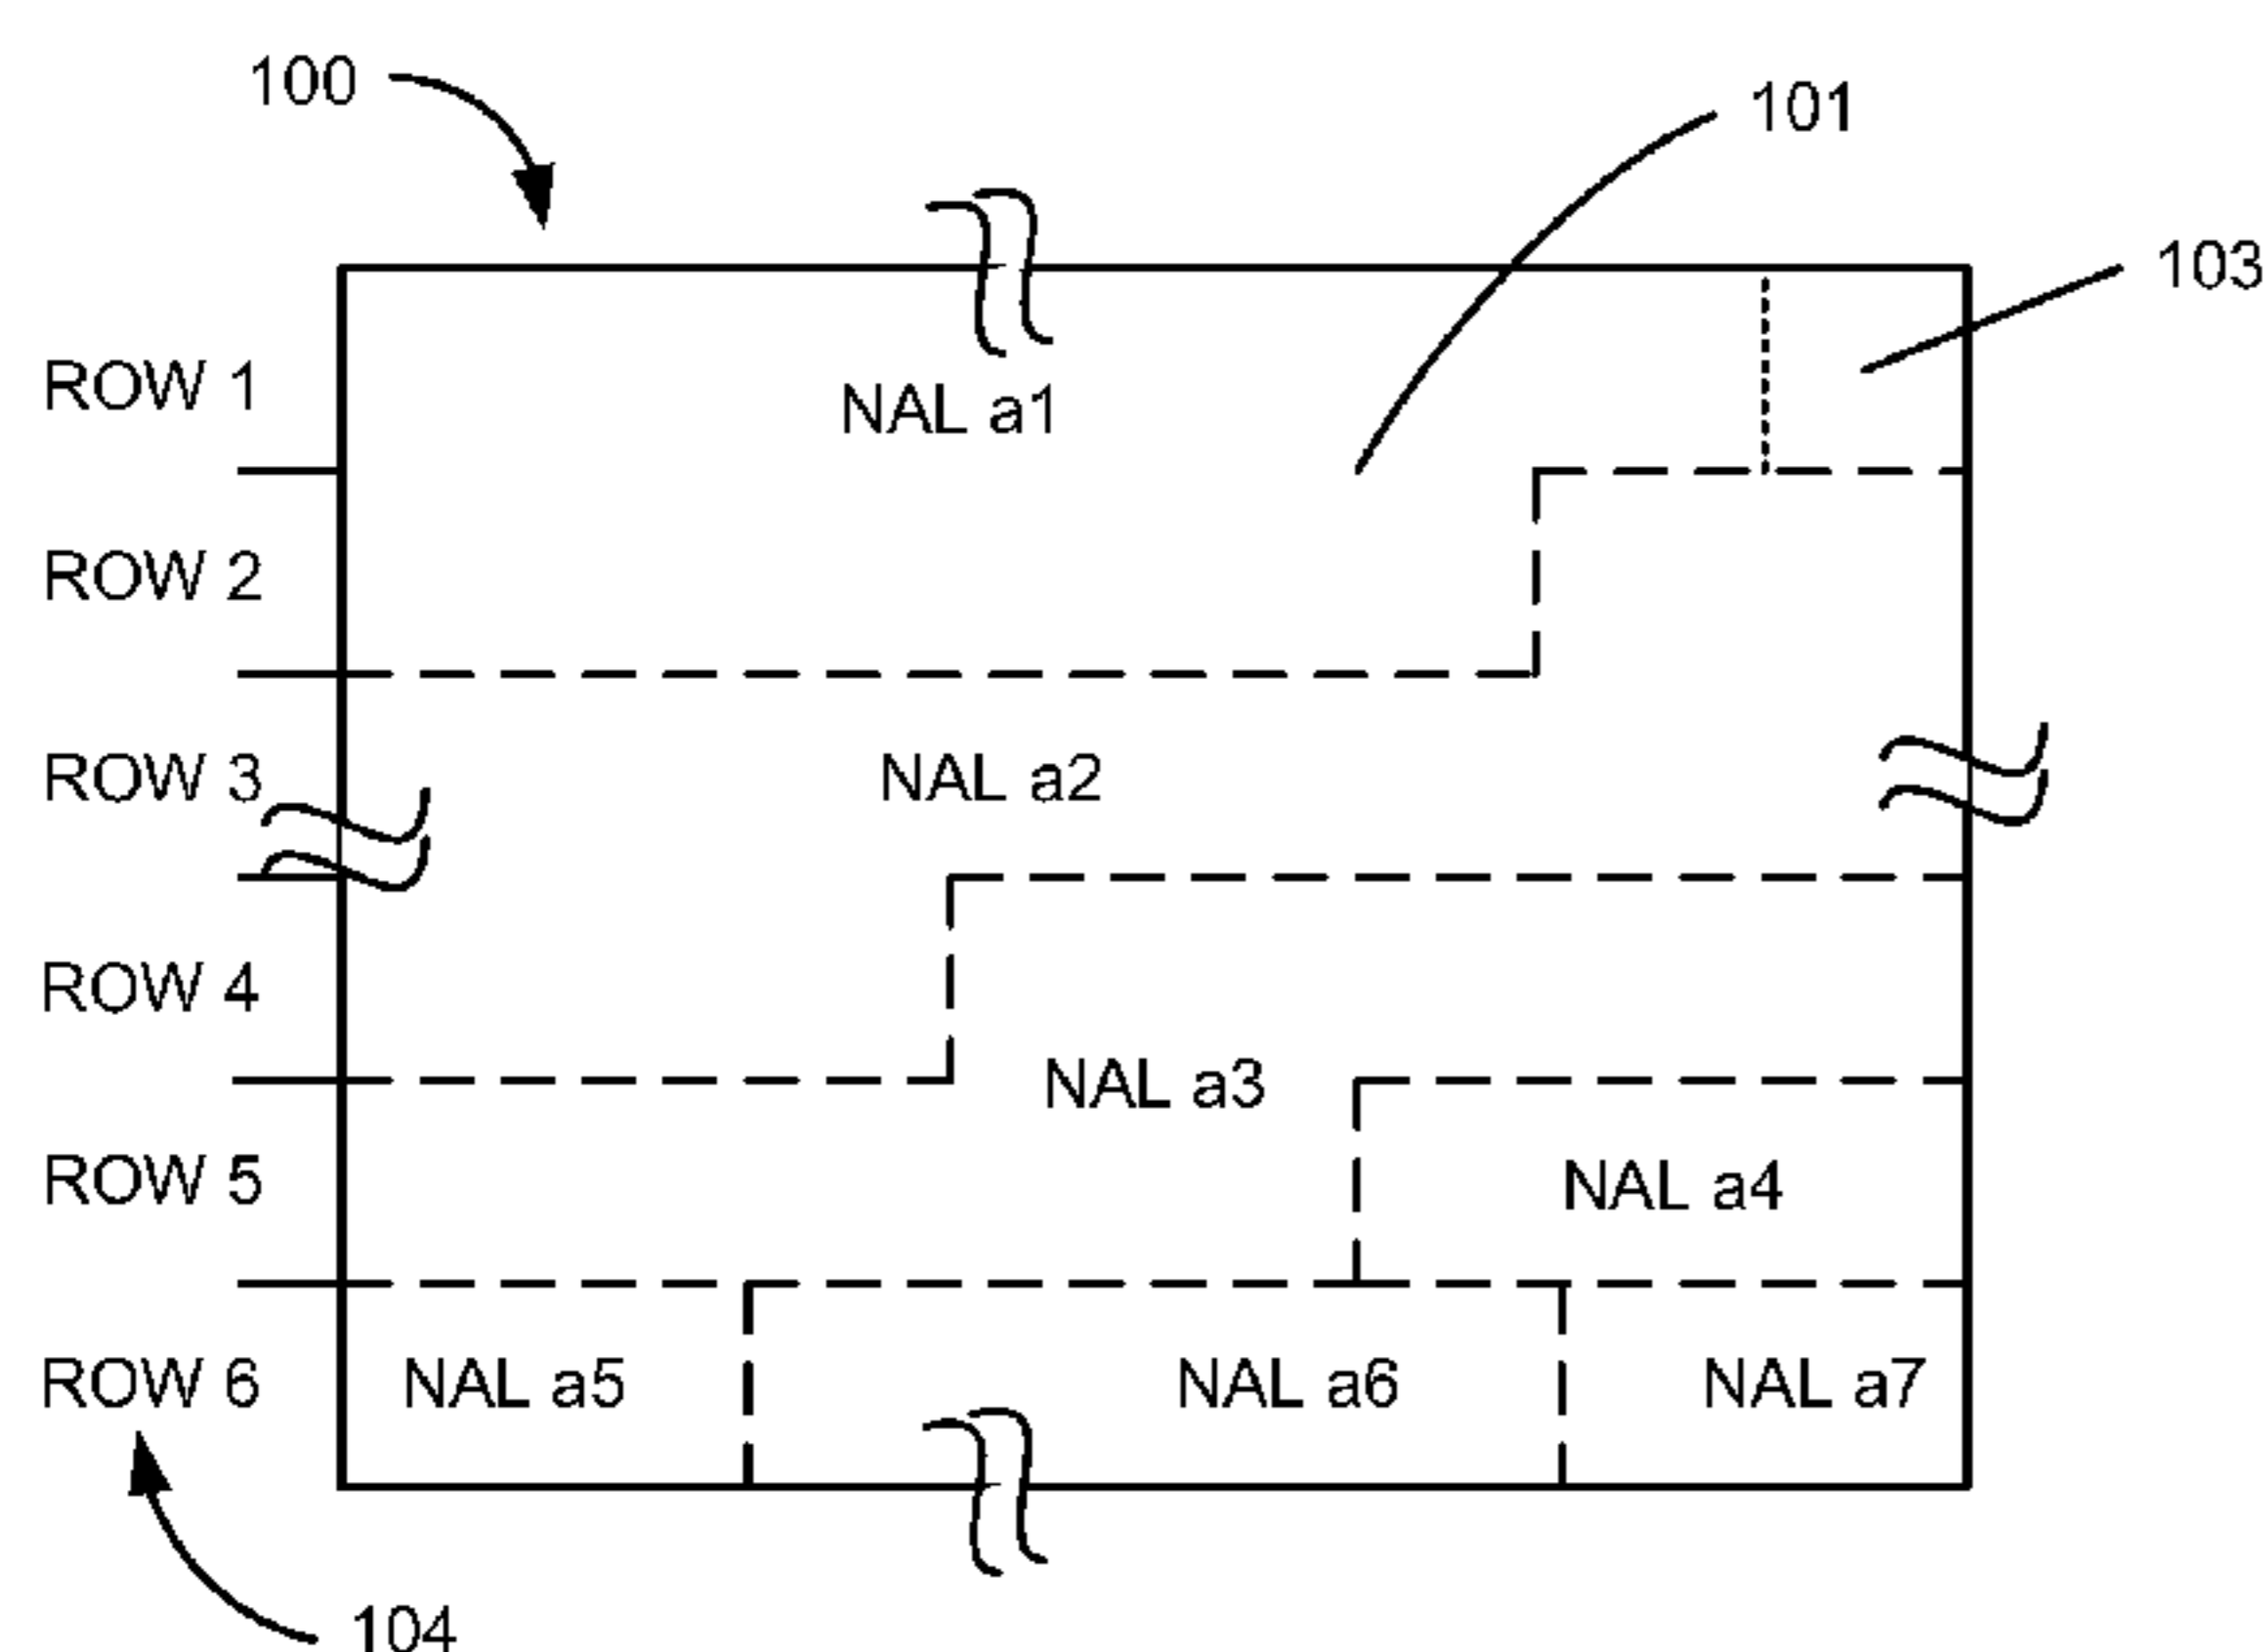 100
101
103
ROW 1
NAL a1
ROW 2
ROW 3
NAL a2
ROW 4
NAL a3
ROW 5
NAL a4
ROW 6
NAL a5
NAL a6
NAL a7
104